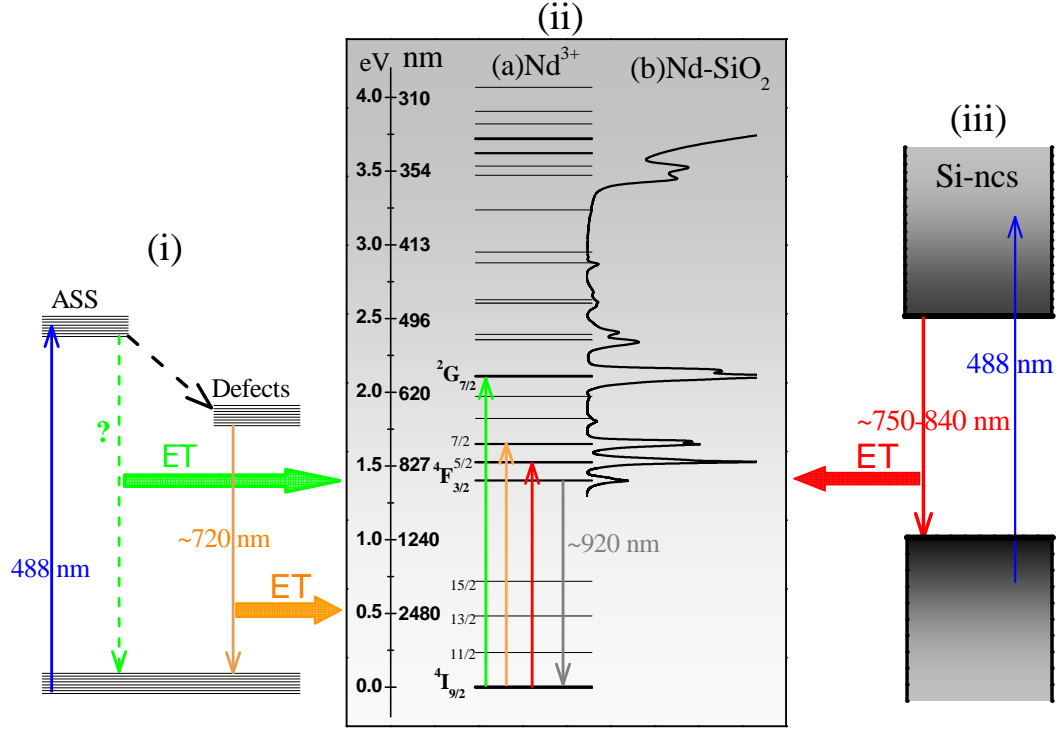 (ii)
eV nm (a)Nd³⁺ (b)Nd-SiO₂
4.0 310
3.5 354
3.0 413
2.5 496
2.0 620
1.5 827
1.0 1240
0.5 2480
0.0
²G₇/₂
7/2
5/2
⁴F₃/₂
~920 nm
15/2
13/2
11/2
⁴I₉/₂
(i)
ASS
Defects
?
ET
~720 nm
488 nm
ET
(iii)
Si-ncs
488 nm
~750-840 nm
ET